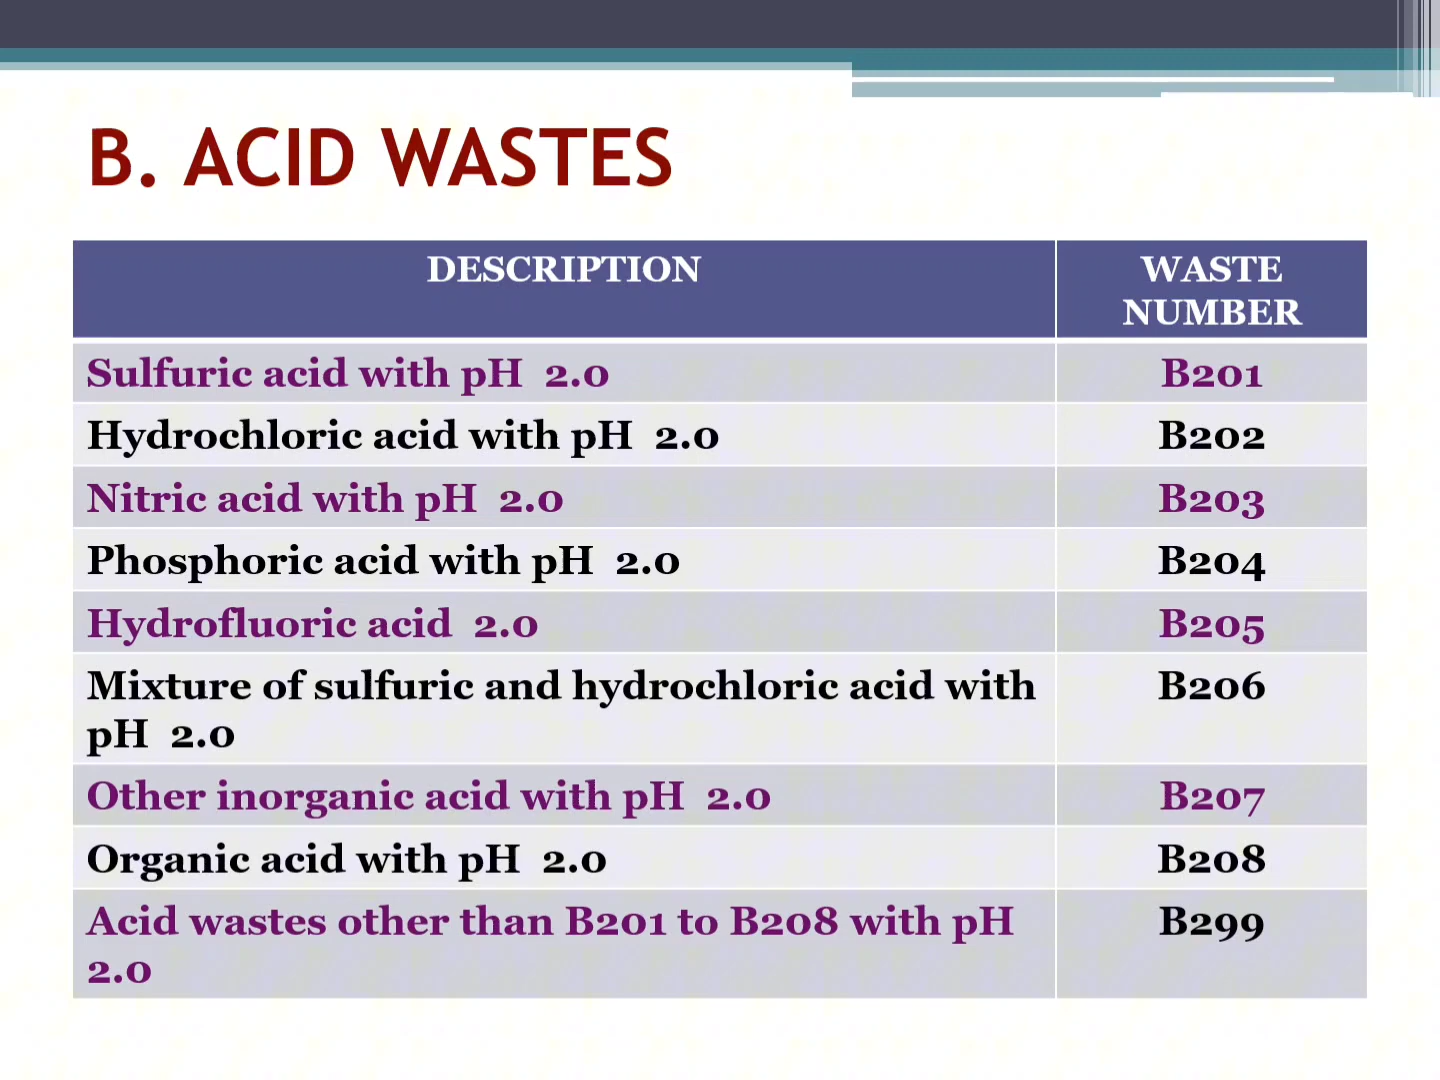 B. ACID WASTES
DESCRIPTION
WASTE
NUMBER
Sulfuric acid with pH 2.0
B201
Hydrochloric acid with pH 2.0
B202
Nitric acid with pH 2.0
B203
Phosphoric acid with pH 2.0
B204
Hydrofluoric acid 2.0
B205
Mixture of sulfuric and hydrochloric acid with
pH 2.0
B206
Other inorganic acid with pH 2.0
B207
Organic acid with pH 2.0
B208
Acid wastes other than B201 to B208 with pH
2.0
B299